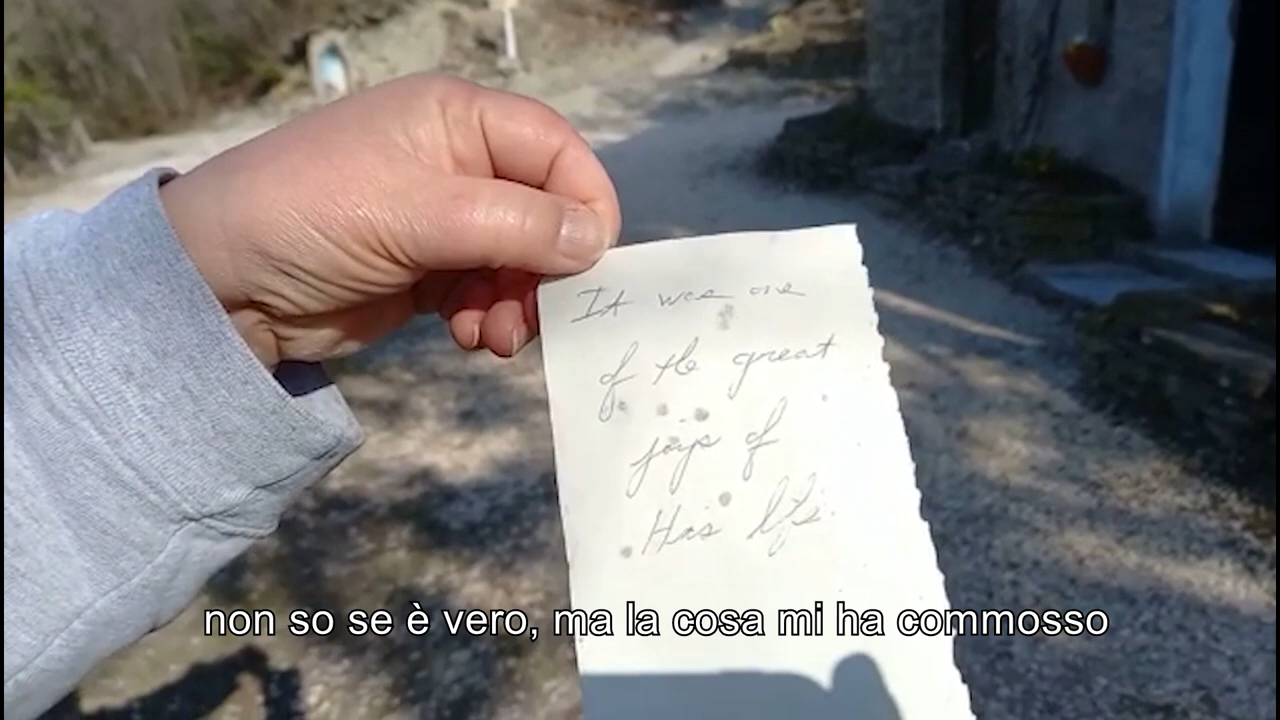 It was one
of the great
joys of
His life.
non so se è vero, ma la cosa mi ha commosso